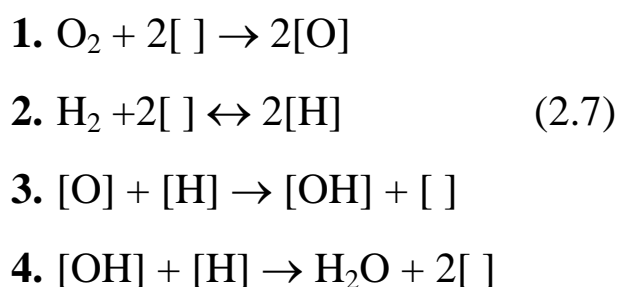 1. O₂ + 2[ ] → 2[O]
2. H₂ +2[ ] ↔ 2[H] (2.7)
3. [O] + [H] → [OH] + [ ]
4. [OH] + [H] → H₂O + 2[ ]